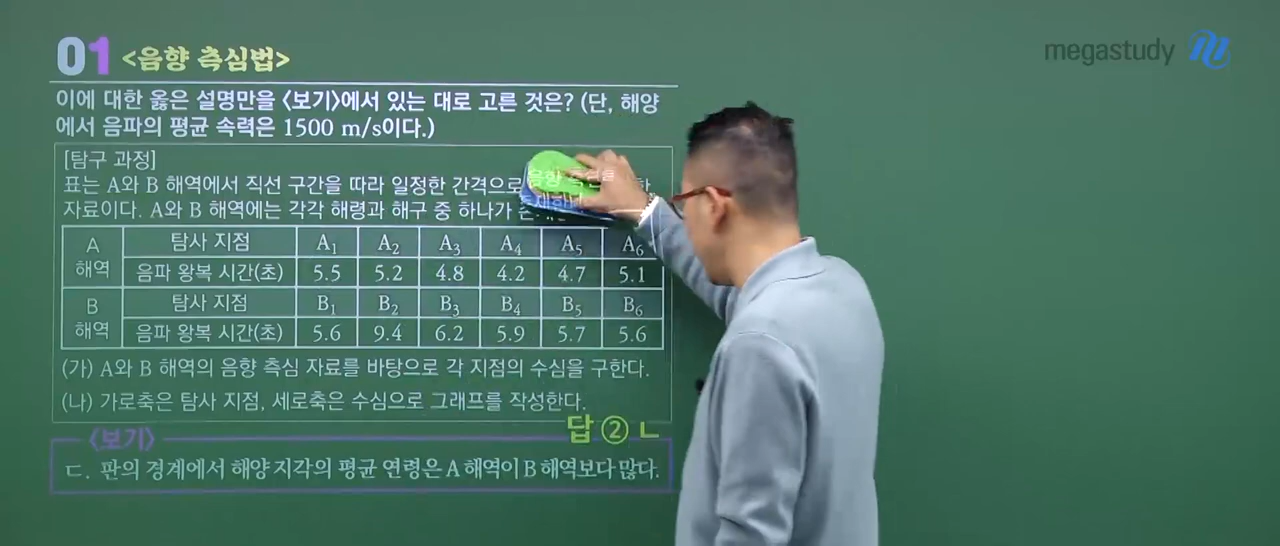 megastudy
01 <음향 측심법>
이에 대한 옳은 설명만을 〈보기〉에서 있는 대로 고른 것은? (단, 해양
에서 음파의 평균 속력은 1500 m/s이다.)
[탐구 과정]
표는 A와 B 해역에서 직선 구간을 따라 일정한 간격으로 음향
자료이다. A와 B 해역에는 각각 해령과 해구 중 하나가
A 해역 탐사 지점 A₁ A₂ A₃ A₄ A₅ A₆
음파 왕복 시간(초) 5.5 5.2 4.8 4.2 4.7 5.1
B 해역 탐사 지점 B₁ B₂ B₃ B₄ B₅ B₆
음파 왕복 시간(초) 5.6 9.4 6.2 5.9 5.7 5.6
(가) A와 B 해역의 음향 측심 자료를 바탕으로 각 지점의 수심을 구한다.
(나) 가로축은 탐사 지점, 세로축은 수심으로 그래프를 작성한다.
답 ② ㄴ
〈보기〉
ㄷ. 판의 경계에서 해양 지각의 평균 연령은 A 해역이 B 해역보다 많다.